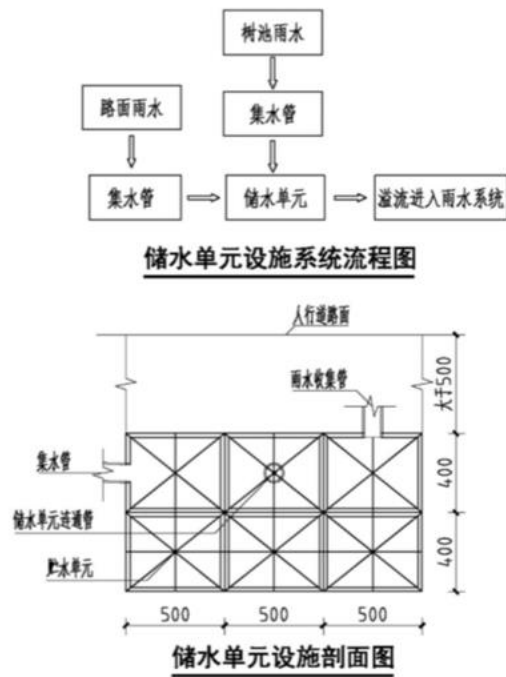 树池雨水
路面雨水
集水管
集水管
储水单元
溢流进入雨水系统
储水单元设施系统流程图
人行道路面
雨水收集管
大于500
集水管
400
储水单元连通管
贮水单元
400
500
500
500
储水单元设施剖面图